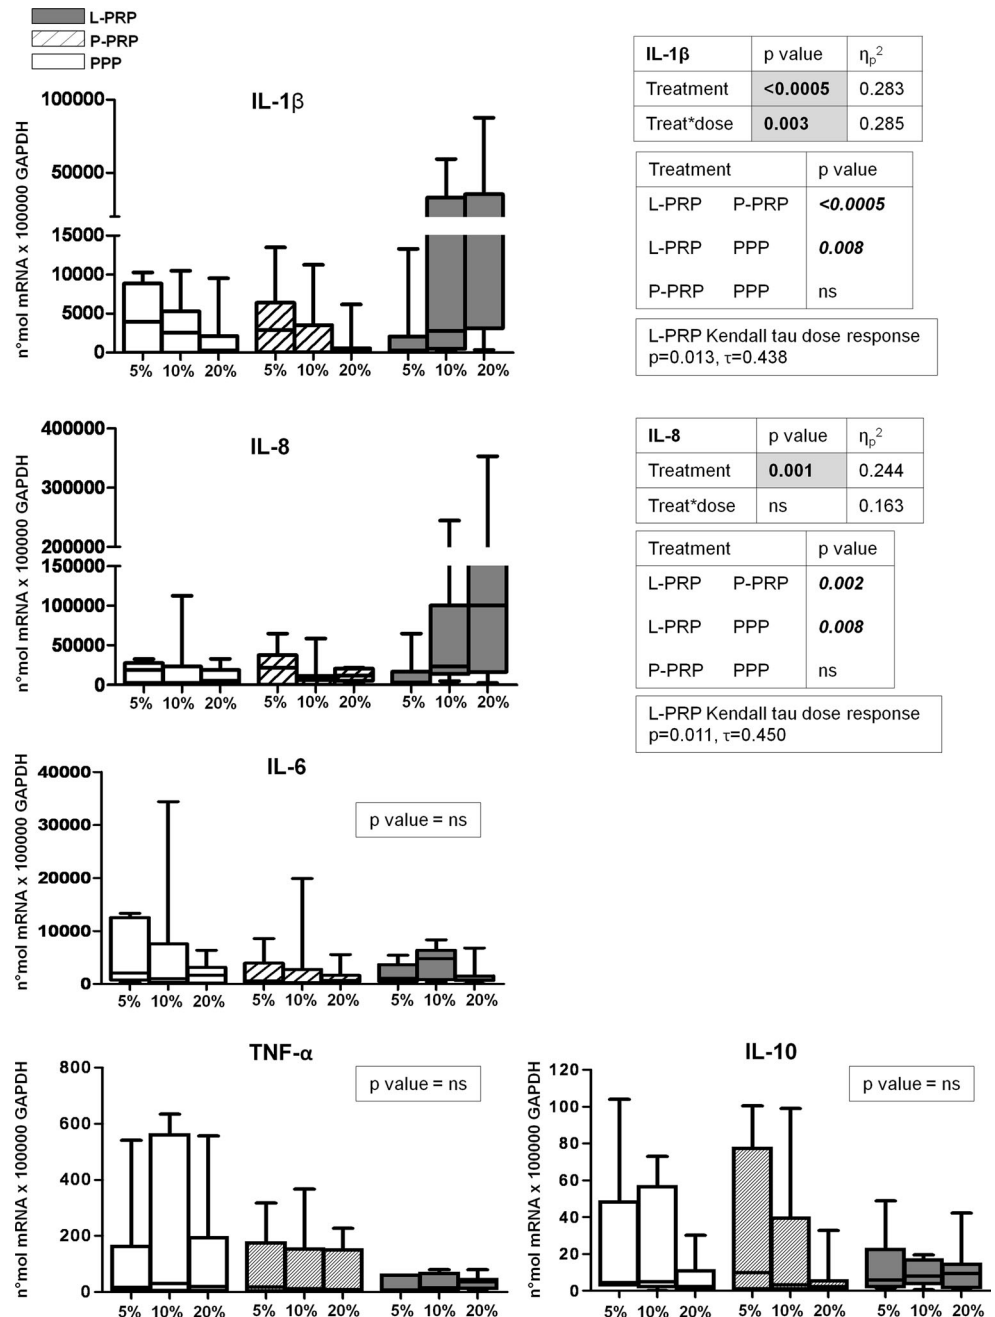 L-PRP
P-PRP
PPP
IL-1β
n°mol mRNA x 100000 GAPDH
100000
50000
15000
10000
5000
0
5% 10% 20% 5% 10% 20% 5% 10% 20%
IL-1β p value ηp²
Treatment <0.0005 0.283
Treat*dose 0.003 0.285
Treatment p value
L-PRP P-PRP <0.0005
L-PRP PPP 0.008
P-PRP PPP ns
L-PRP Kendall tau dose response
p=0.013, τ=0.438
IL-8
n°mol mRNA x 100000 GAPDH
400000
300000
200000
150000
100000
50000
0
5% 10% 20% 5% 10% 20% 5% 10% 20%
IL-8 p value ηp²
Treatment 0.001 0.244
Treat*dose ns 0.163
Treatment p value
L-PRP P-PRP 0.002
L-PRP PPP 0.008
P-PRP PPP ns
L-PRP Kendall tau dose response
p=0.011, τ=0.450
IL-6
n°mol mRNA x 100000 GAPDH
p value = ns
40000
30000
20000
10000
0
5% 10% 20% 5% 10% 20% 5% 10% 20%
TNF-α
n°mol mRNA x 100000 GAPDH
p value = ns
800
600
400
200
0
5% 10% 20% 5% 10% 20% 5% 10% 20%
IL-10
n°mol mRNA x 100000 GAPDH
p value = ns
120
100
80
60
40
20
0
5% 10% 20% 5% 10% 20% 5% 10% 20%